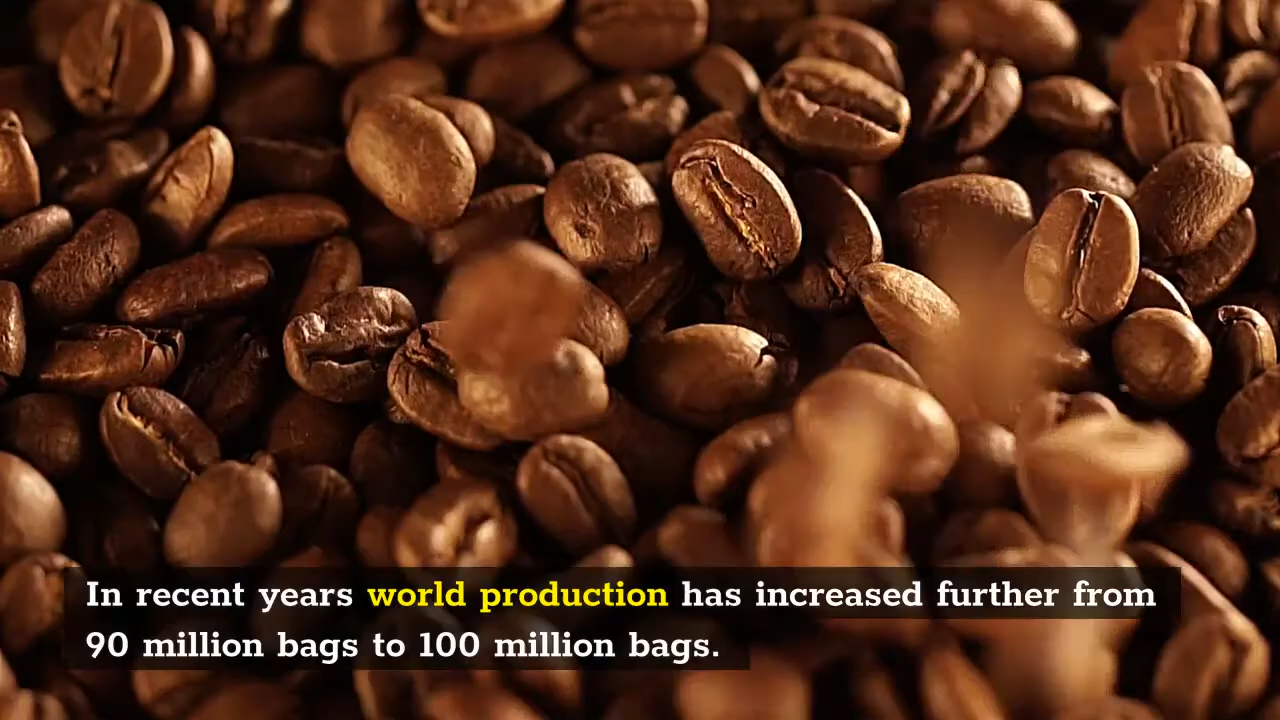 In recent years world production has increased further from
90 million bags to 100 million bags.